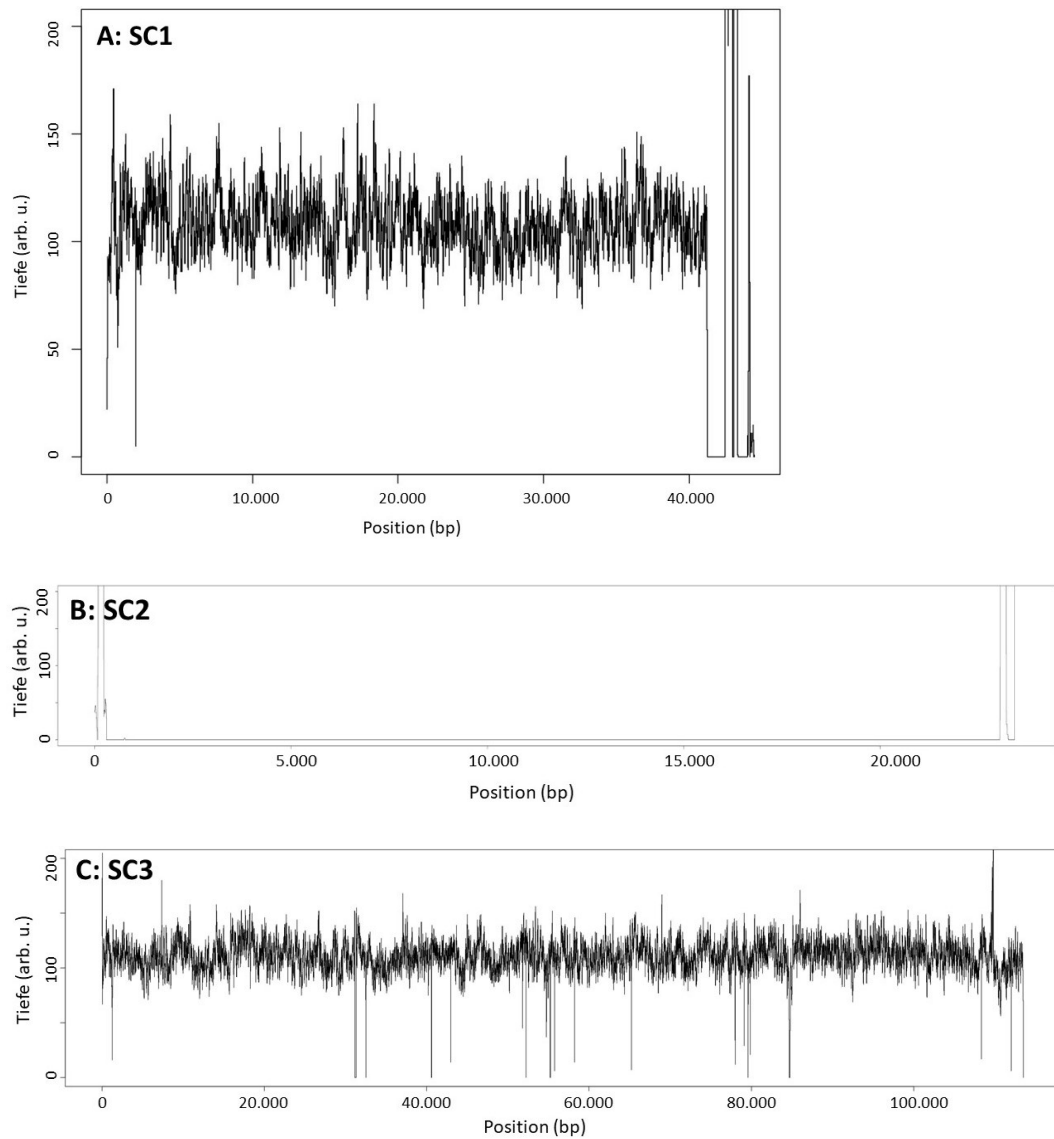 A: SC1
Tiefe (arb. u.)
200
150
100
50
0
0 10.000 20.000 30.000 40.000
Position (bp)
B: SC2
Tiefe (arb. u.)
200
100
0
0 5.000 10.000 15.000 20.000
Position (bp)
C: SC3
Tiefe (arb. u.)
200
100
0
0 20.000 40.000 60.000 80.000 100.000
Position (bp)